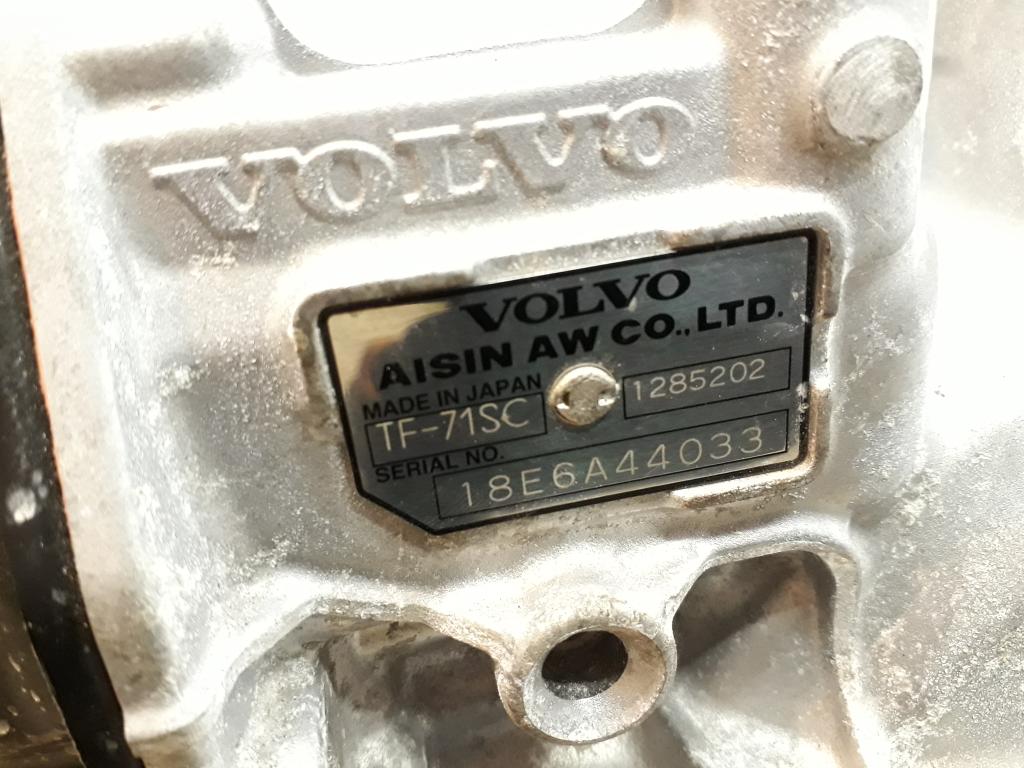 VOLVO
VOLVO
AISIN AW CO., LTD.
MADE IN JAPAN
TF-71SC
1285202
SERIAL NO.
18E6A44033